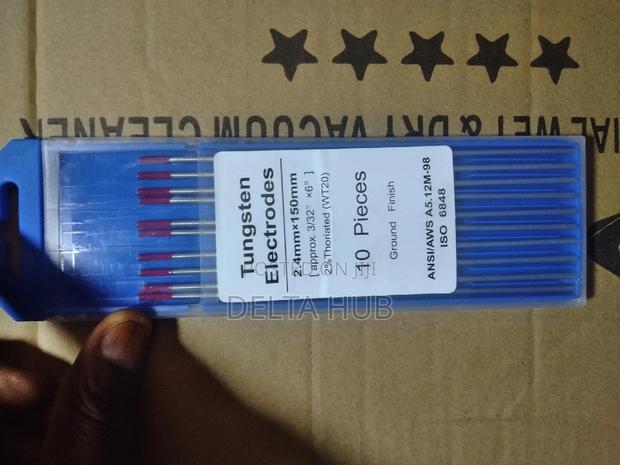 Tungsten
Electrodes
2.4mm×150mm
[ approx. 3/32" ×6" ]
2%Thoriated (WT20)
10 Pieces
Ground Finish
ANSI/AWS A5.12M-98
ISO 6848
IAL WET & DRY VACUUM CLEANER
DELTA HUB